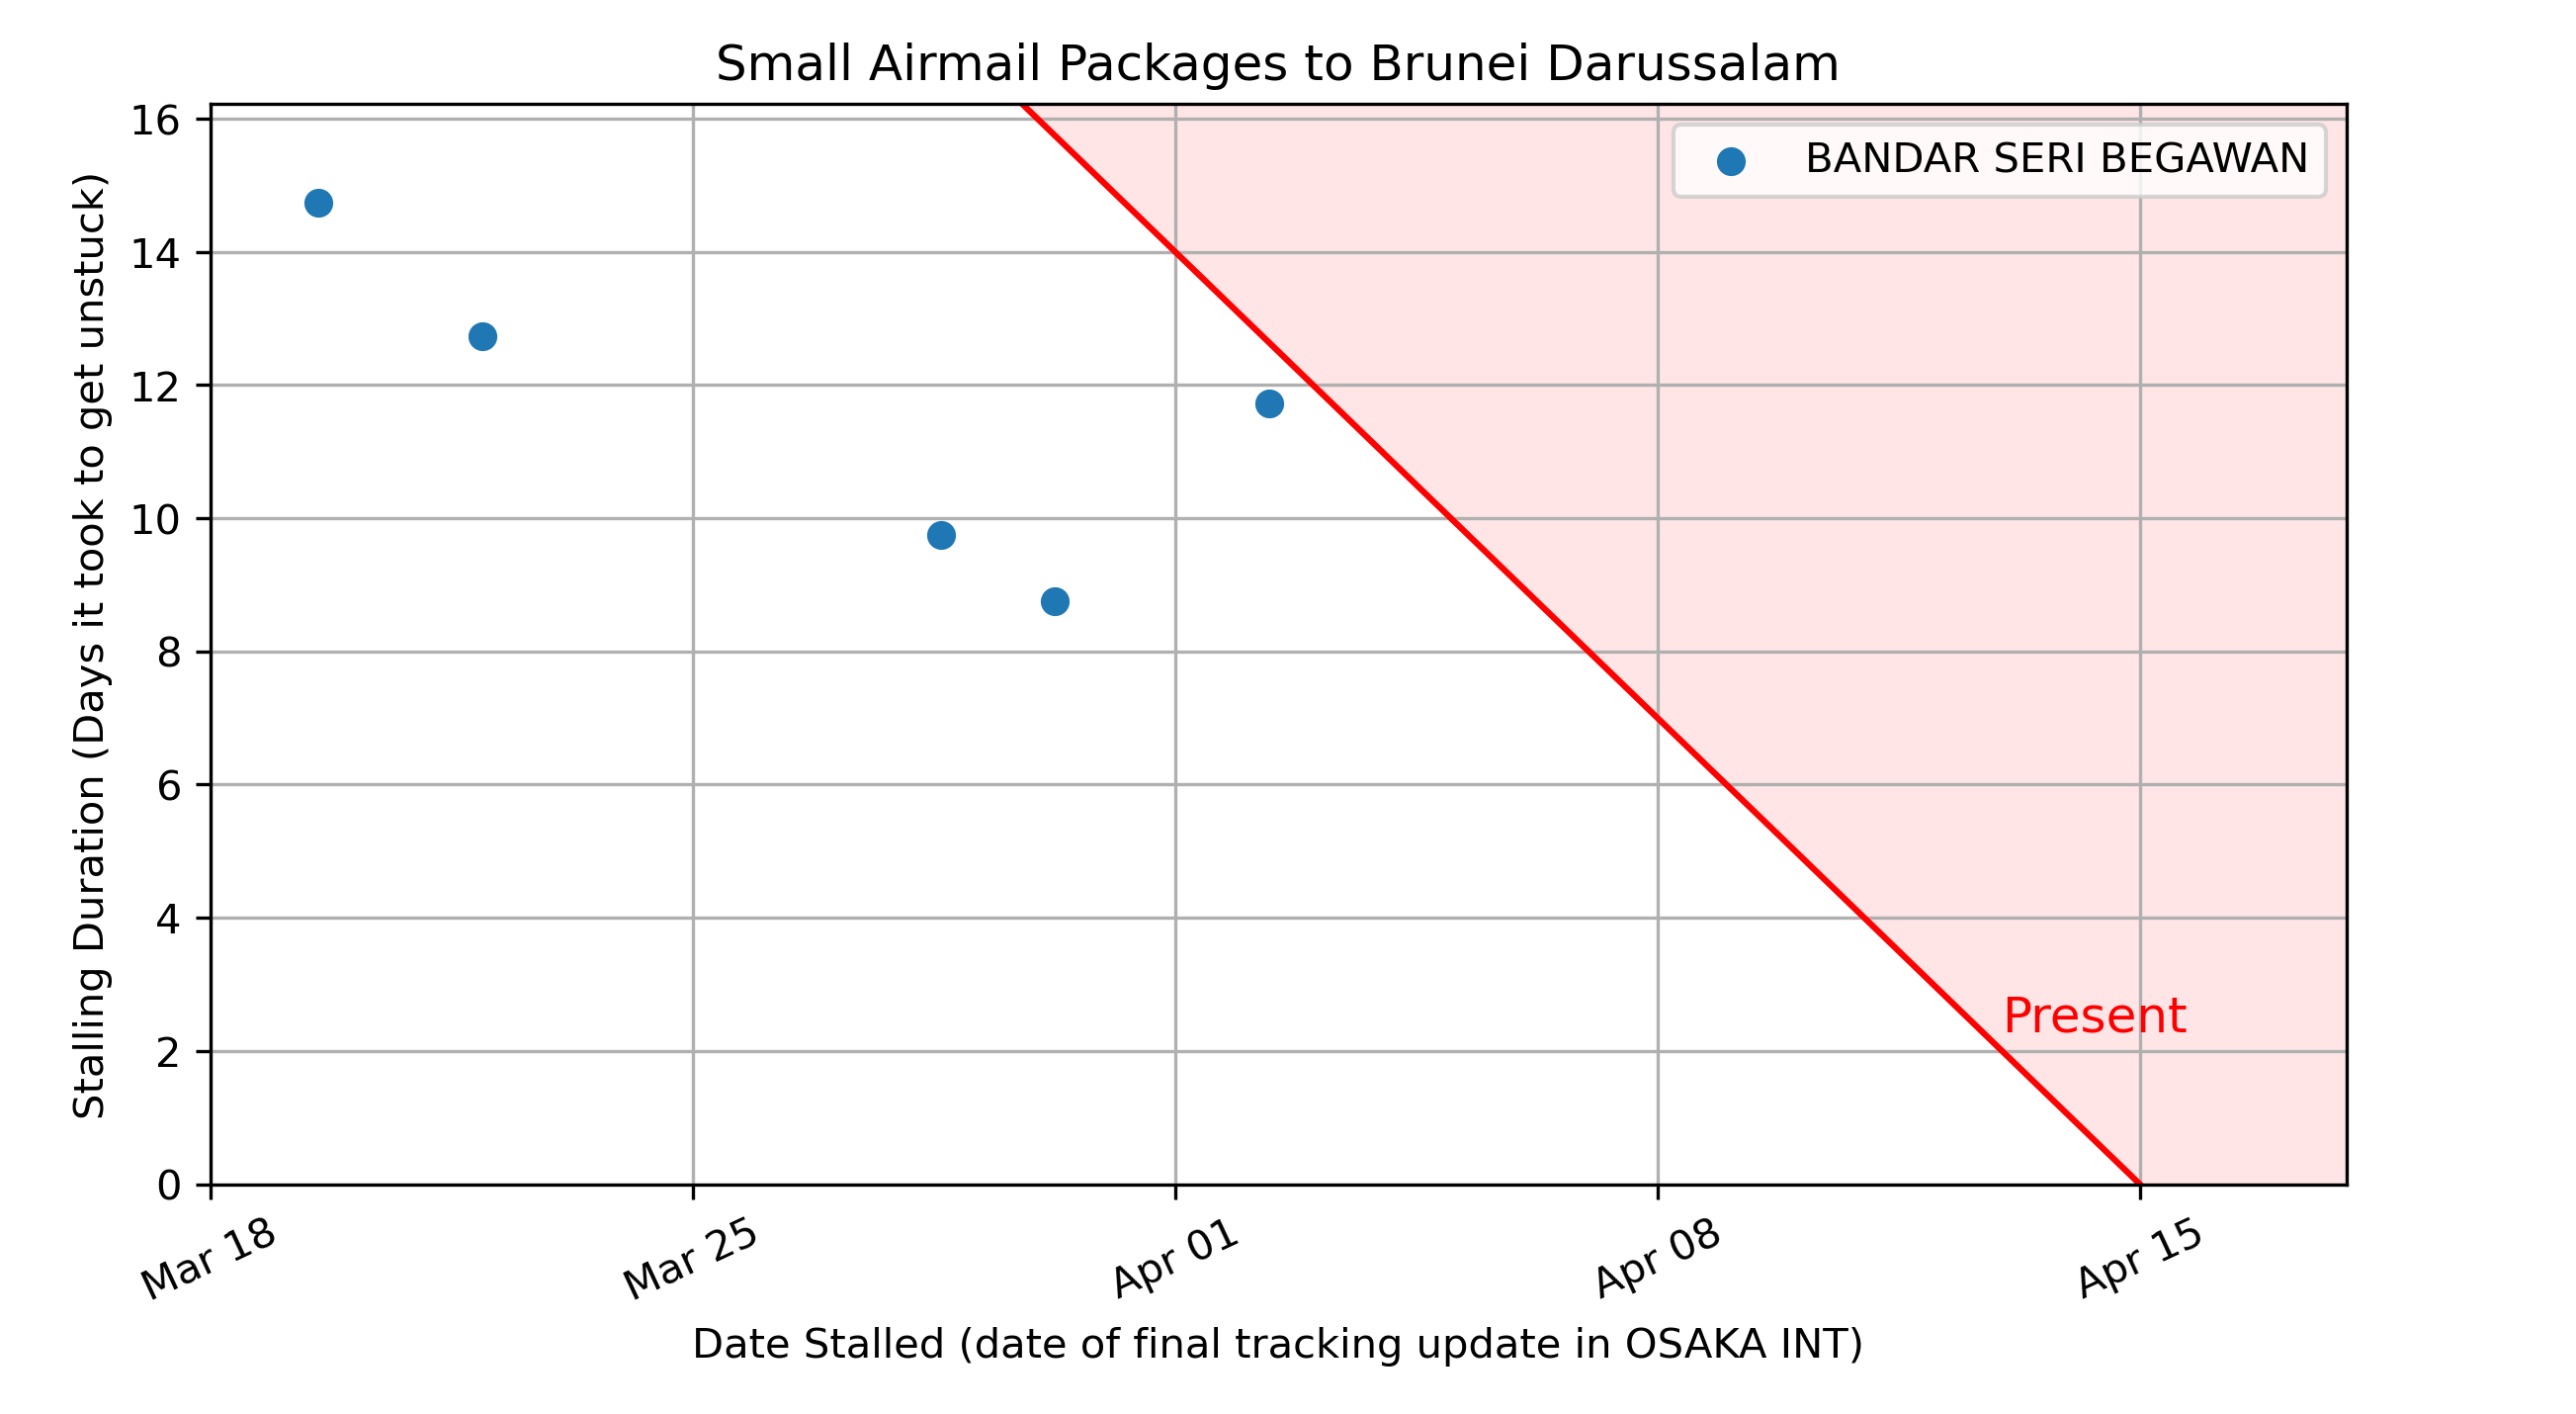 Small Airmail Packages to Brunei Darussalam
Stalling Duration (Days it took to get unstuck)
16
14
12
10
8
6
4
2
0
BANDAR SERI BEGAWAN
Present
Mar 18
Mar 25
Apr 01
Apr 08
Apr 15
Date Stalled (date of final tracking update in OSAKA INT)